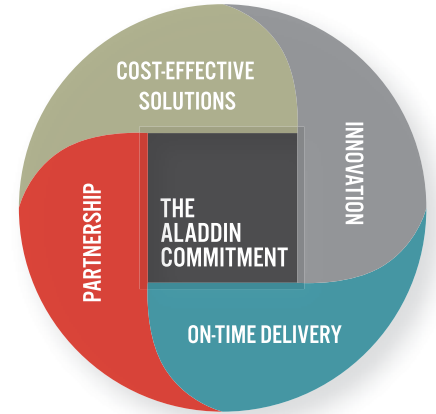 COST-EFFECTIVE
SOLUTIONS
INNOVATION
PARTNERSHIP
THE
ALADDIN
COMMITMENT
ON-TIME DELIVERY